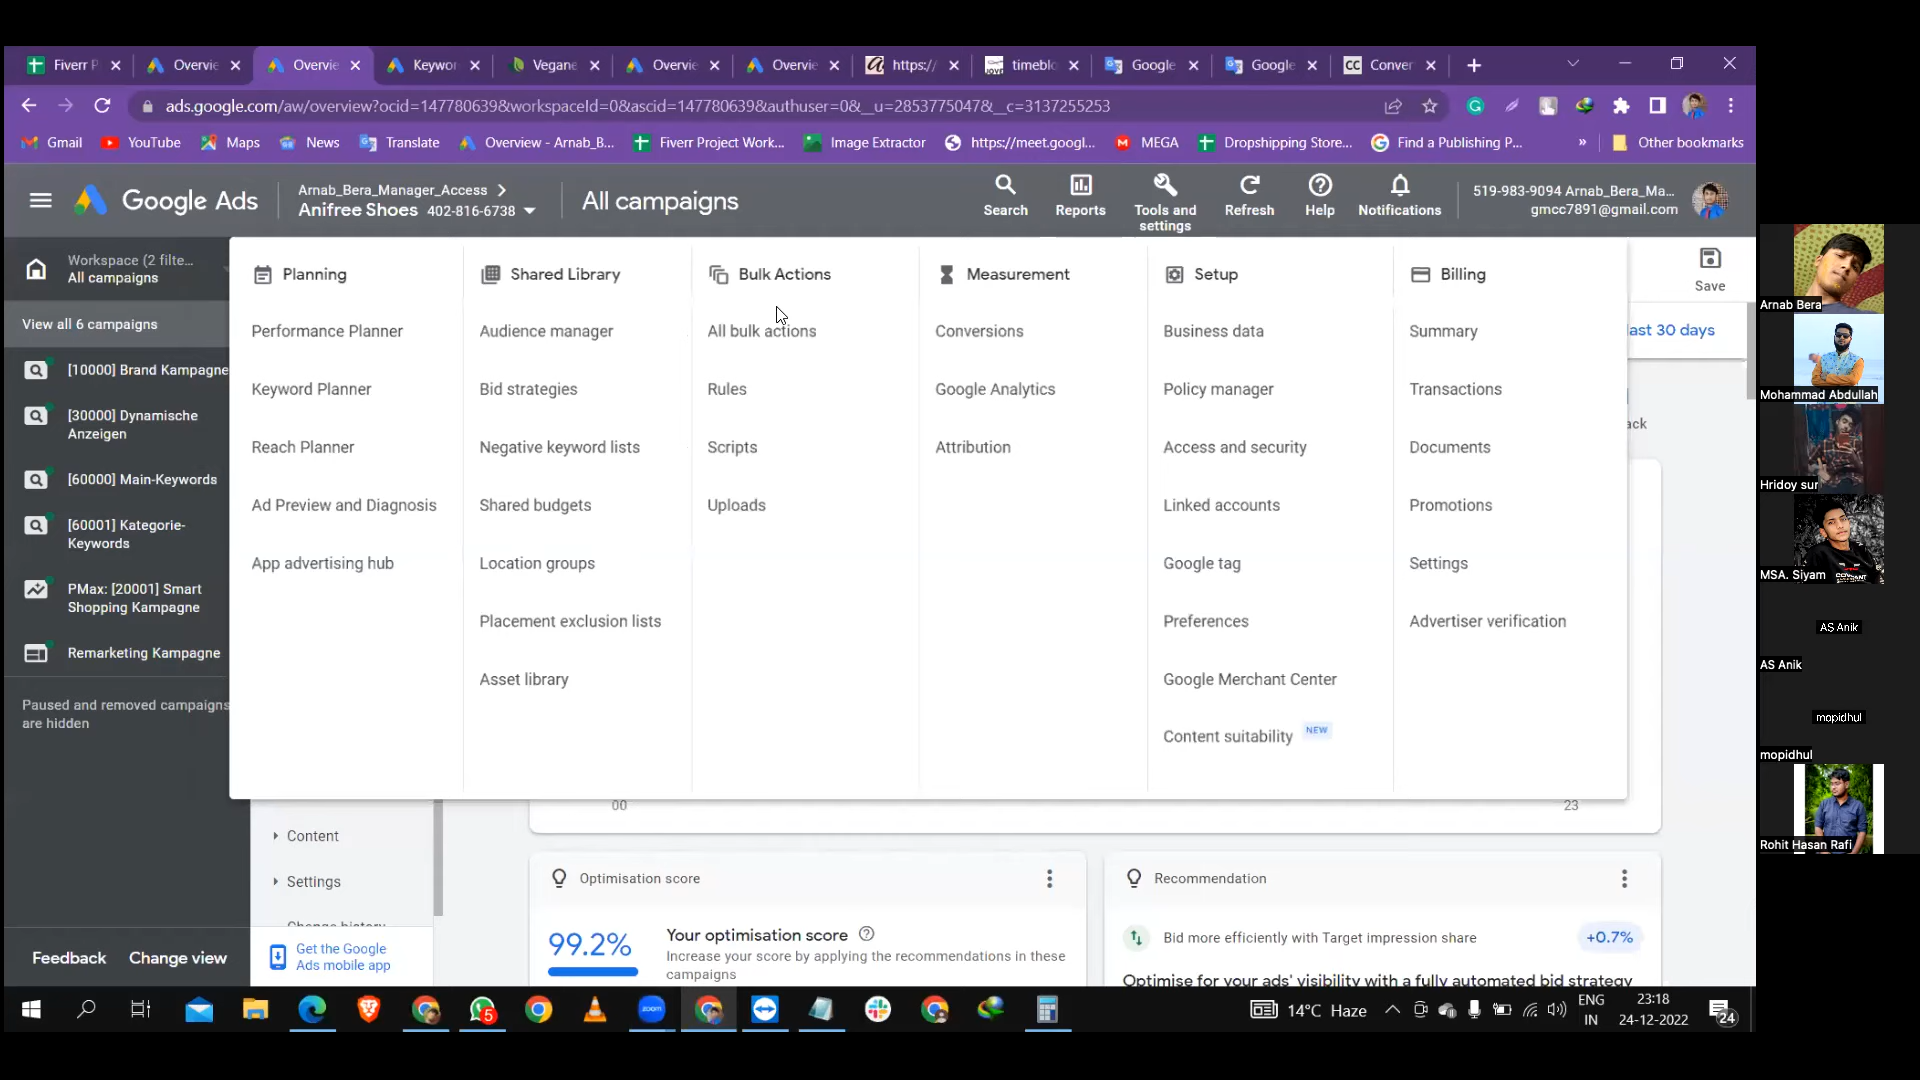 Fiverr P
Overvie
Overvie
Keywor
Vegane
Overvie
Overvie
https://
timeblo
Google
Google
CC Conver
ads.google.com/aw/overview?ocid=147780639&workspaceId=0&ascid=147780639&authuser=0&__u=2853775047&__c=3137255253
Gmail
YouTube
Maps
News
Translate
Overview - Arnab_B...
Fiverr Project Work...
Image Extractor
https://meet.googl...
MEGA
Dropshipping Store...
Find a Publishing P...
»
Other bookmarks
Google Ads
Arnab_Bera_Manager_Access
Anifree Shoes 402-816-6738
All campaigns
Search
Reports
Tools and
settings
Refresh
Help
Notifications
519-983-9094 Arnab_Bera_Ma...
gmcc7891@gmail.com
Workspace (2 filte...
All campaigns
View all 6 campaigns
[10000] Brand Kampagne
[30000] Dynamische
Anzeigen
[60000] Main-Keywords
[60001] Kategorie-
Keywords
PMax: [20001] Smart
Shopping Kampagne
Remarketing Kampagne
Paused and removed campaigns
are hidden
Planning
Performance Planner
Keyword Planner
Reach Planner
Ad Preview and Diagnosis
App advertising hub
Shared Library
Audience manager
Bid strategies
Negative keyword lists
Shared budgets
Location groups
Placement exclusion lists
Asset library
Bulk Actions
All bulk actions
Rules
Scripts
Uploads
Measurement
Conversions
Google Analytics
Attribution
Setup
Business data
Policy manager
Access and security
Linked accounts
Google tag
Preferences
Google Merchant Center
Content suitability NEW
Billing
Summary
Transactions
Documents
Promotions
Settings
Advertiser verification
Save
last 30 days
ack
00
23
Content
Settings
Change history
Get the Google
Ads mobile app
Feedback
Change view
Optimisation score
99.2%
Your optimisation score
Increase your score by applying the recommendations in these
campaigns
Recommendation
Bid more efficiently with Target impression share
+0.7%
Optimise for your ads' visibility with a fully automated bid strategy
5
zoom
14°C Haze
ENG
IN
23:18
24-12-2022
24
Arnab Bera
Mohammad Abdullah
Hridoy sur
MSA. Siyam
AS Anik
AS Anik
mopidhul
mopidhul
Rohit Hasan Rafi